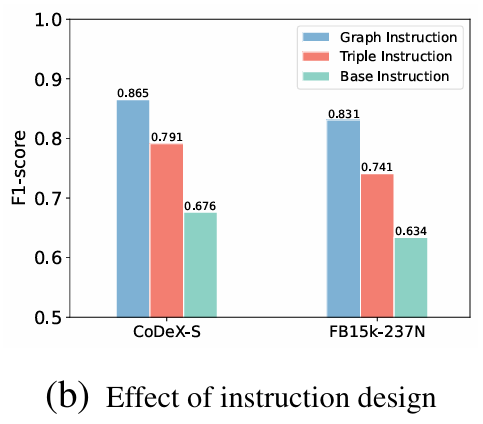 1.0
0.9
0.8
0.7
0.6
0.5
F1-score
Graph Instruction
Triple Instruction
Base Instruction
0.865
0.791
0.676
0.831
0.741
0.634
CoDeX-S
FB15k-237N
(b) Effect of instruction design